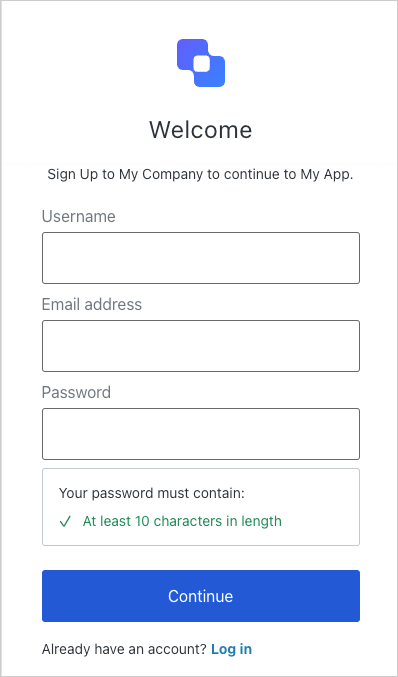 Welcome
Sign Up to My Company to continue to My App.
Username
Email address
Password
Your password must contain:
✓ At least 10 characters in length
Continue
Already have an account? Log in